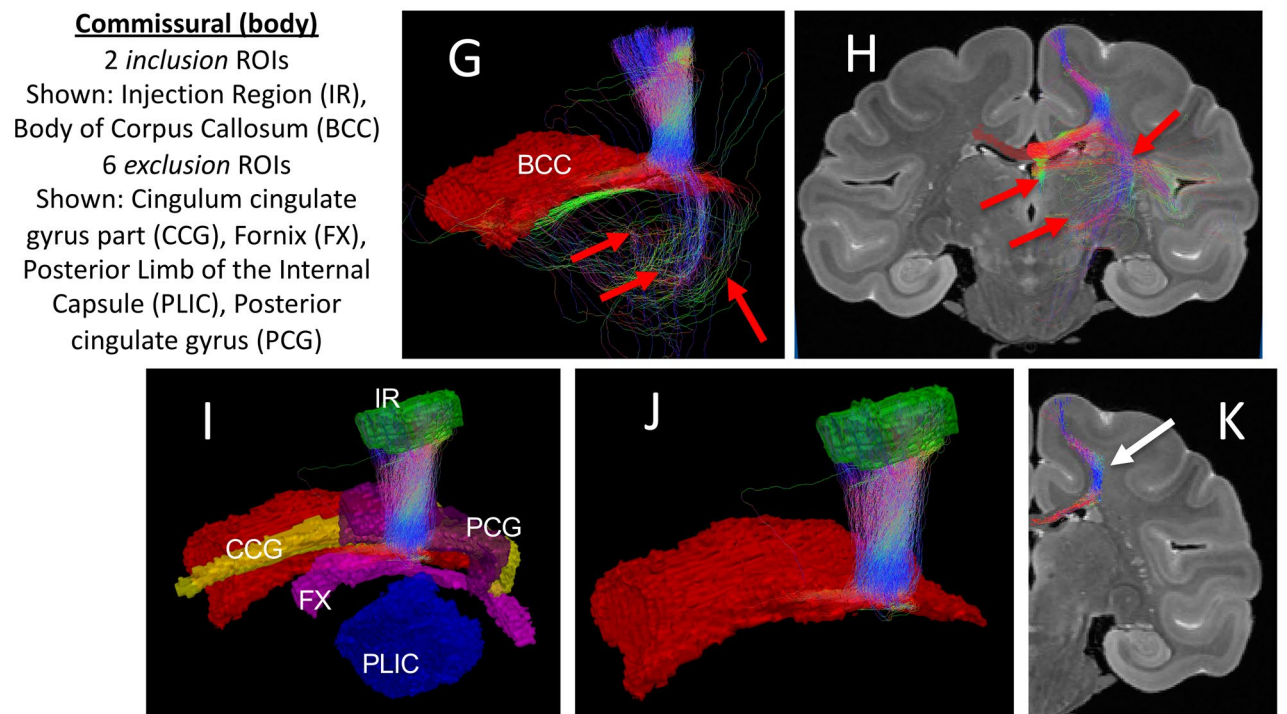 Commissural (body)
2 inclusion ROIs
Shown: Injection Region (IR),
Body of Corpus Callosum (BCC)
6 exclusion ROIs
Shown: Cingulum cingulate
gyrus part (CCG), Fornix (FX),
Posterior Limb of the Internal
Capsule (PLIC), Posterior
cingulate gyrus (PCG)
G
BCC
H
I
IR
CCG
PCG
FX
PLIC
J
K